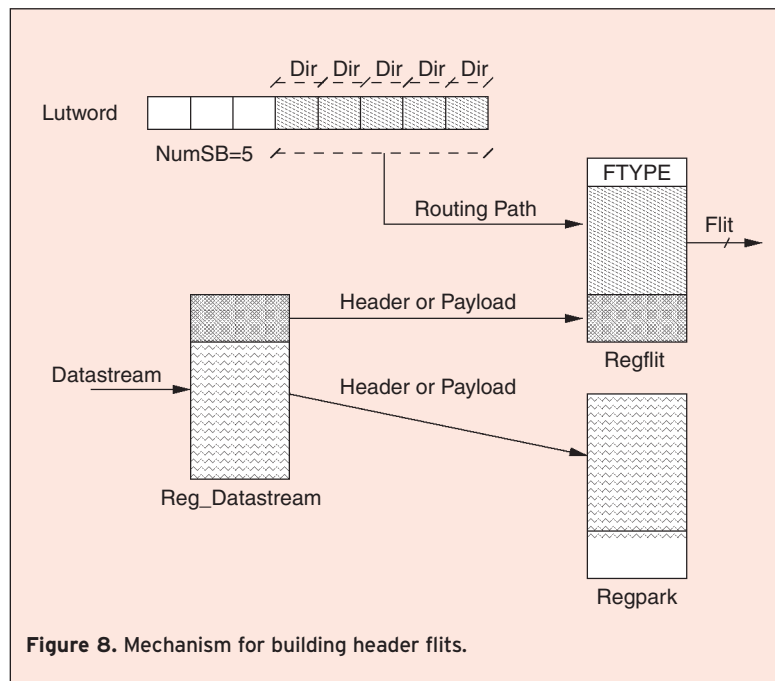 Dir Dir Dir Dir Dir
Lutword
NumSB=5
FTYPE
Routing Path
Flit
Header or Payload
Regflit
Datastream
Header or Payload
Reg_Datastream
Regpark
Figure 8. Mechanism for building header flits.